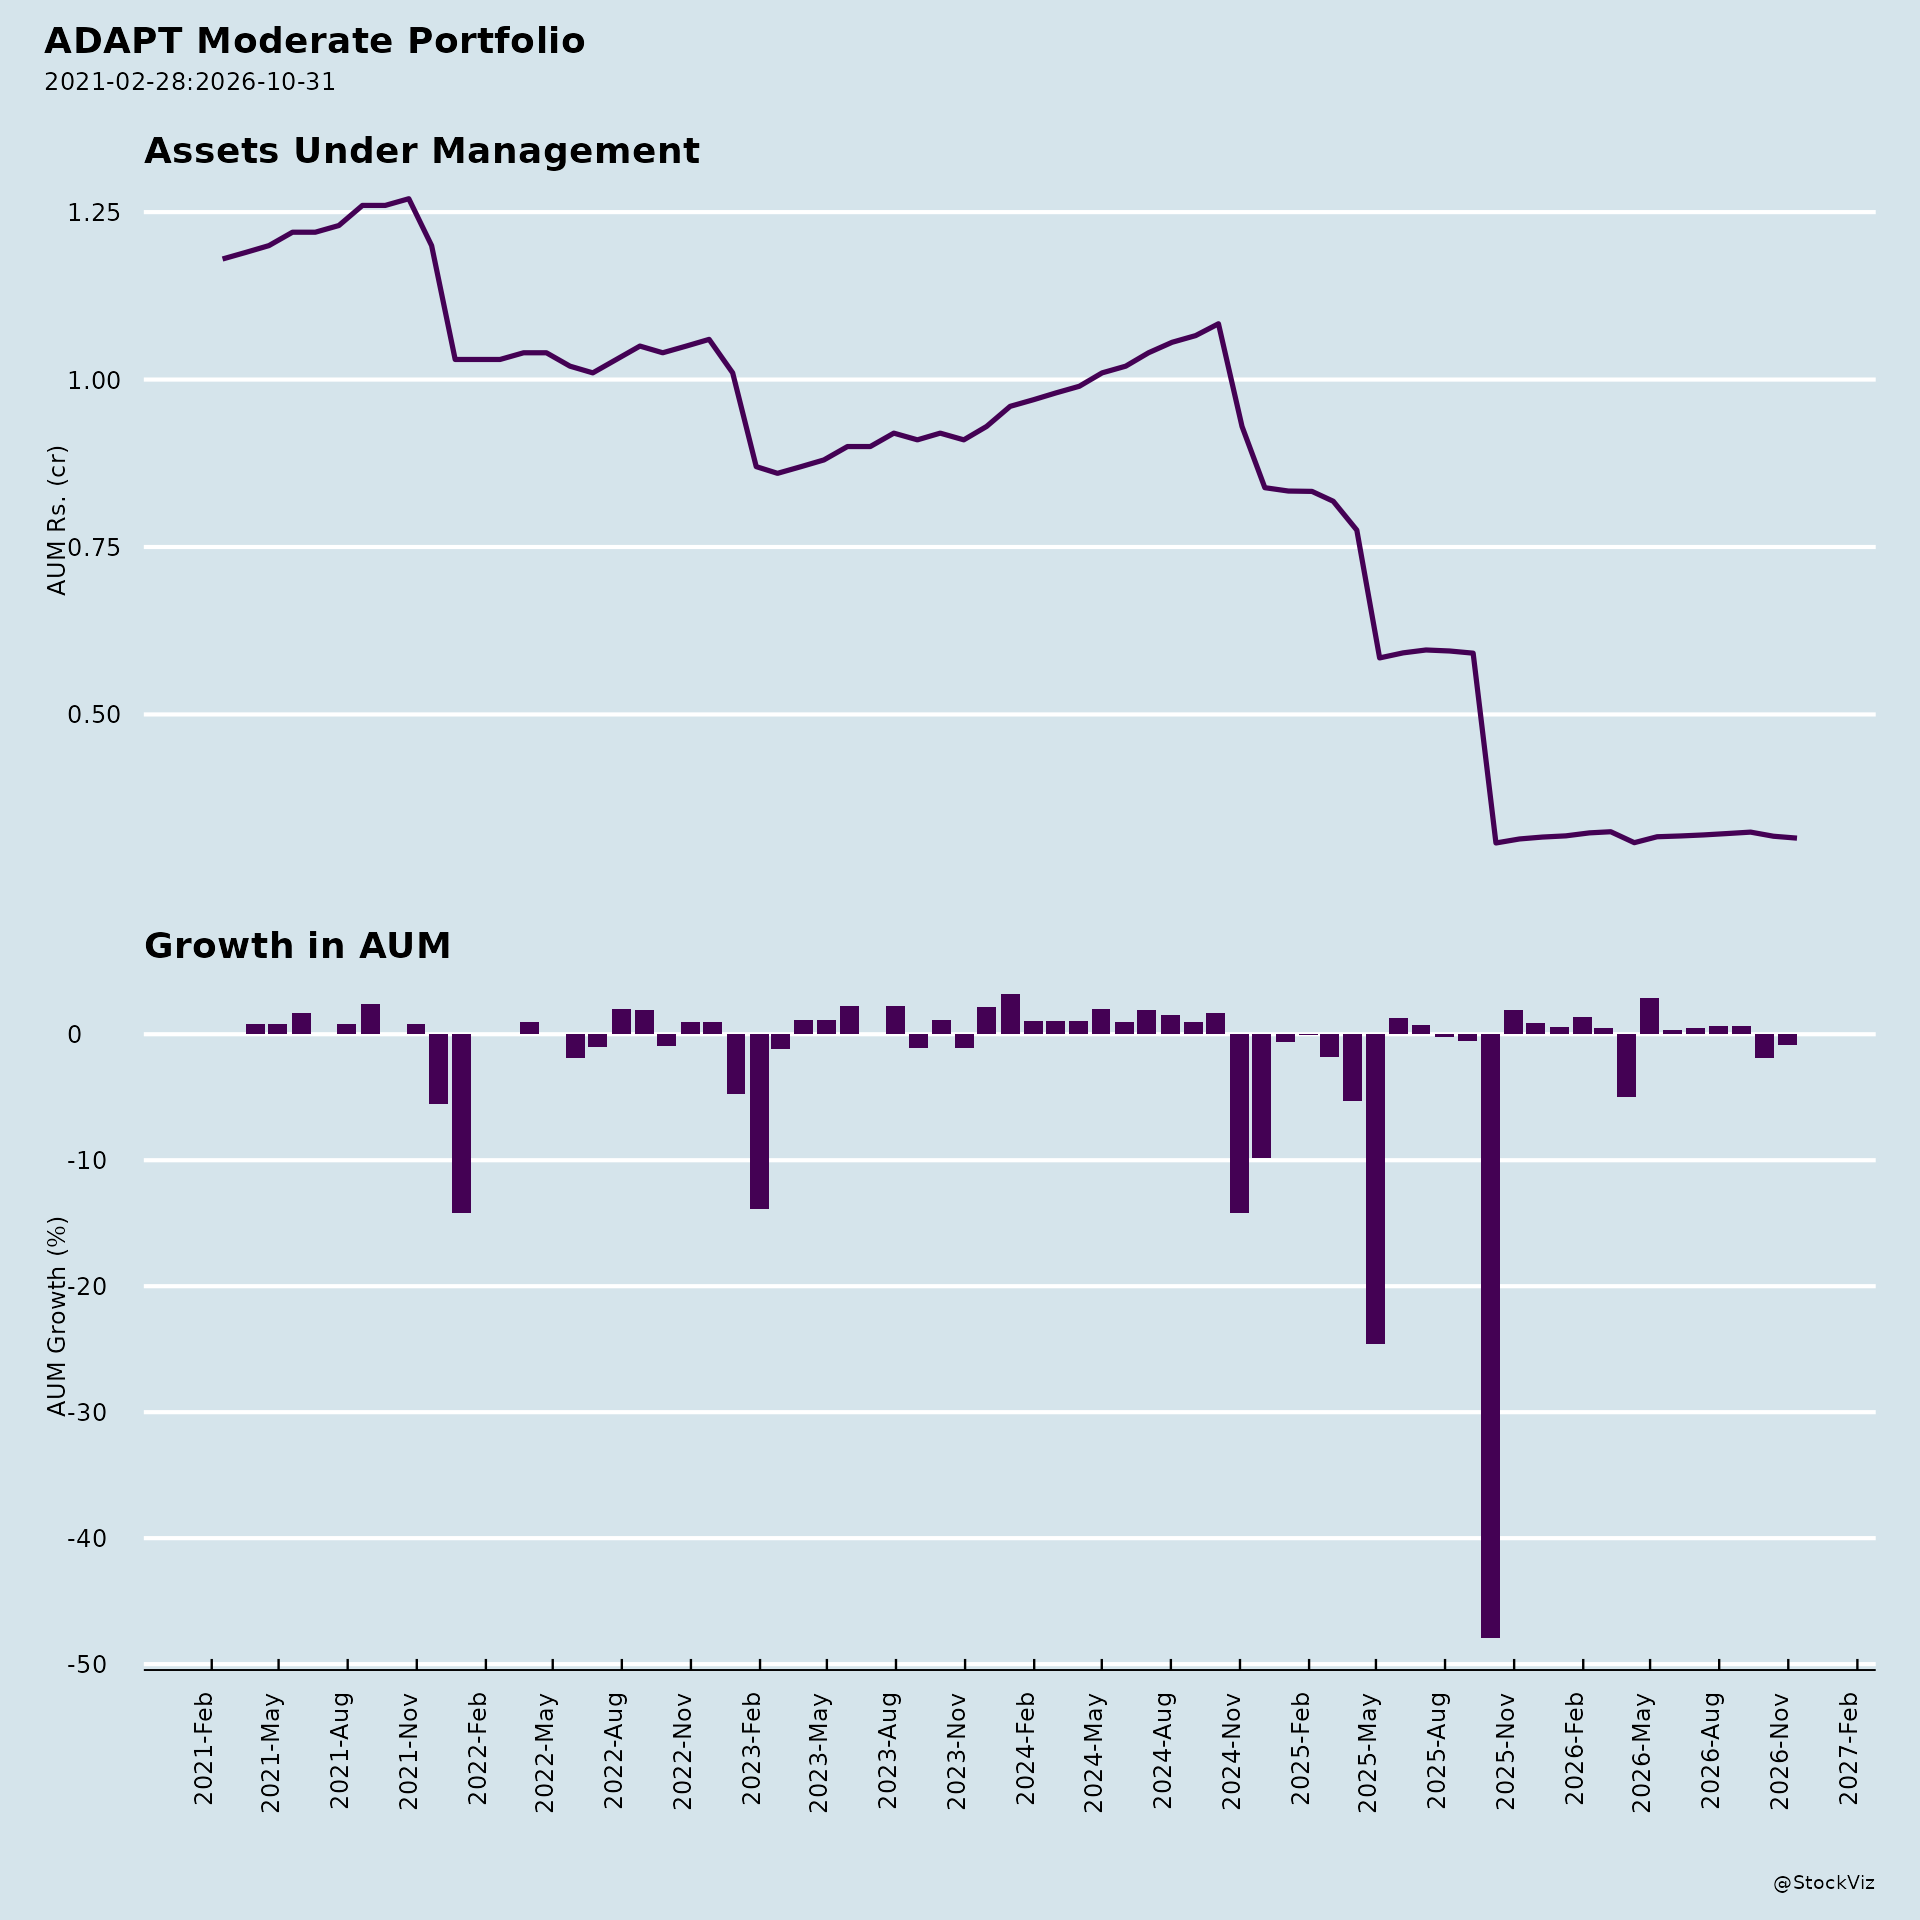 ADAPT Moderate Portfolio
2021-02-28:2026-10-31
Assets Under Management
AUM Rs. (cr)
1.25
1.00
0.75
0.50
Growth in AUM
AUM Growth (%)
0
-10
-20
-30
-40
-50
2021-Feb
2021-May
2021-Aug
2021-Nov
2022-Feb
2022-May
2022-Aug
2022-Nov
2023-Feb
2023-May
2023-Aug
2023-Nov
2024-Feb
2024-May
2024-Aug
2024-Nov
2025-Feb
2025-May
2025-Aug
2025-Nov
2026-Feb
2026-May
2026-Aug
2026-Nov
2027-Feb
@StockViz